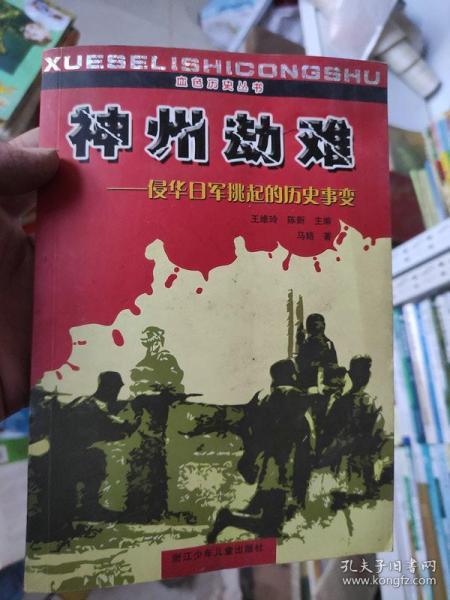 XUESELISHICONGSHU
血色历史丛书
神州劫难
——侵华日军挑起的历史事变
王维玲 陈新 主编
马骀 著
浙江少年儿童出版社
孔夫子旧书网
www.kongfz.com